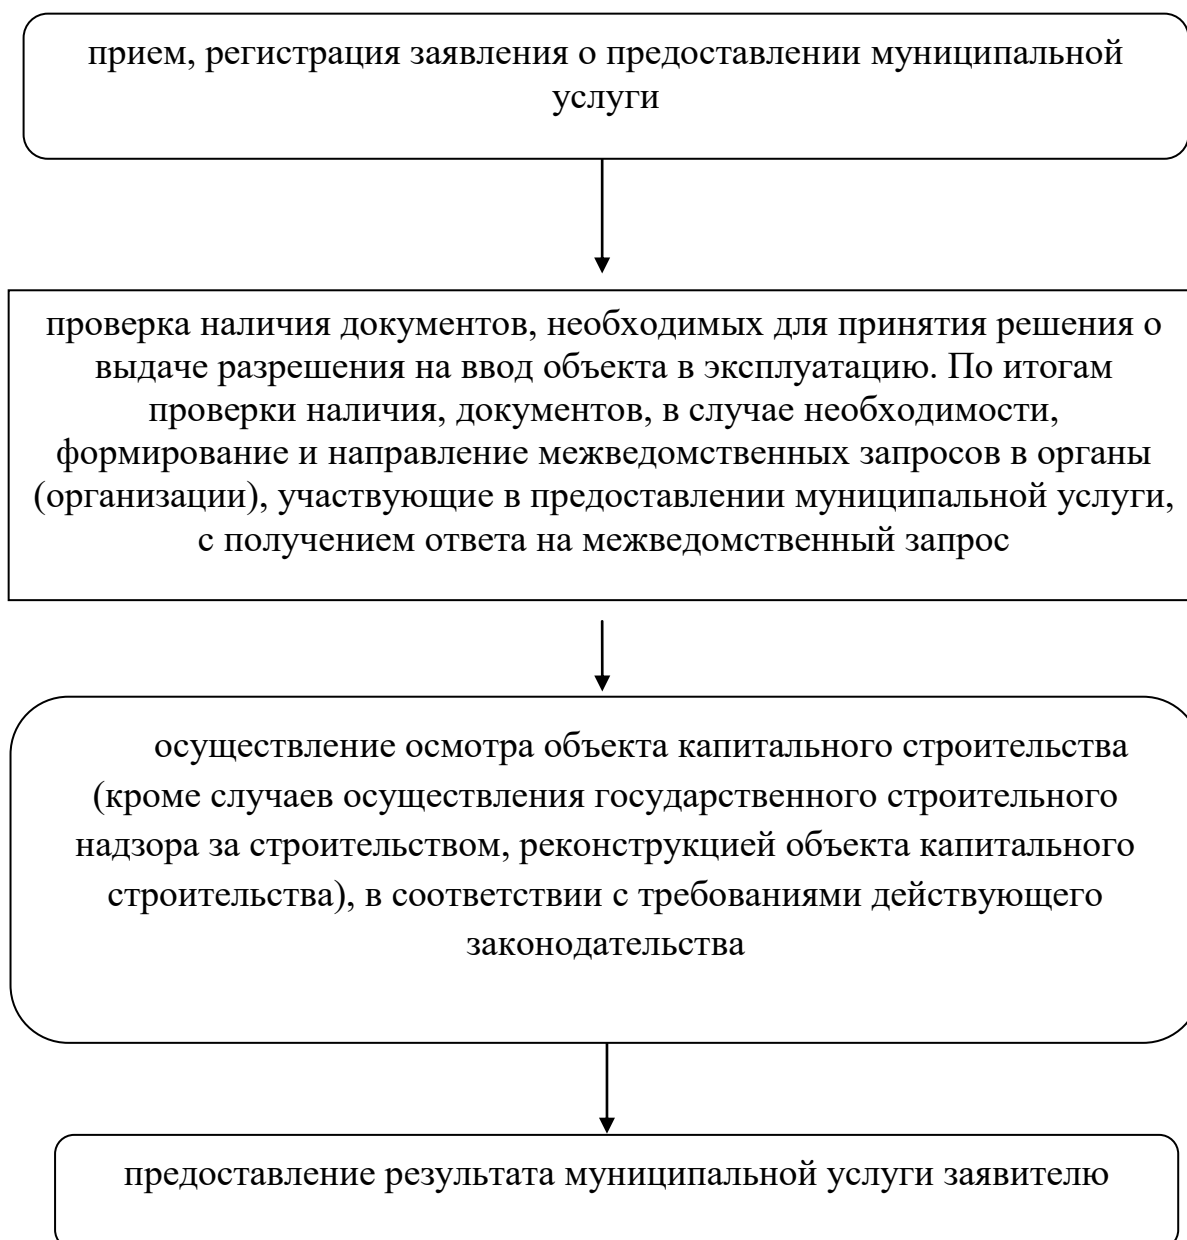 прием, регистрация заявления о предоставлении муниципальной
услуги
проверка наличия документов, необходимых для принятия решения о
выдаче разрешения на ввод объекта в эксплуатацию. По итогам
проверки наличия, документов, в случае необходимости,
формирование и направление межведомственных запросов в органы
(организации), участвующие в предоставлении муниципальной услуги,
с получением ответа на межведомственный запрос
осуществление осмотра объекта капитального строительства
(кроме случаев осуществления государственного строительного
надзора за строительством, реконструкцией объекта капитального
строительства), в соответствии с требованиями действующего
законодательства
предоставление результата муниципальной услуги заявителю